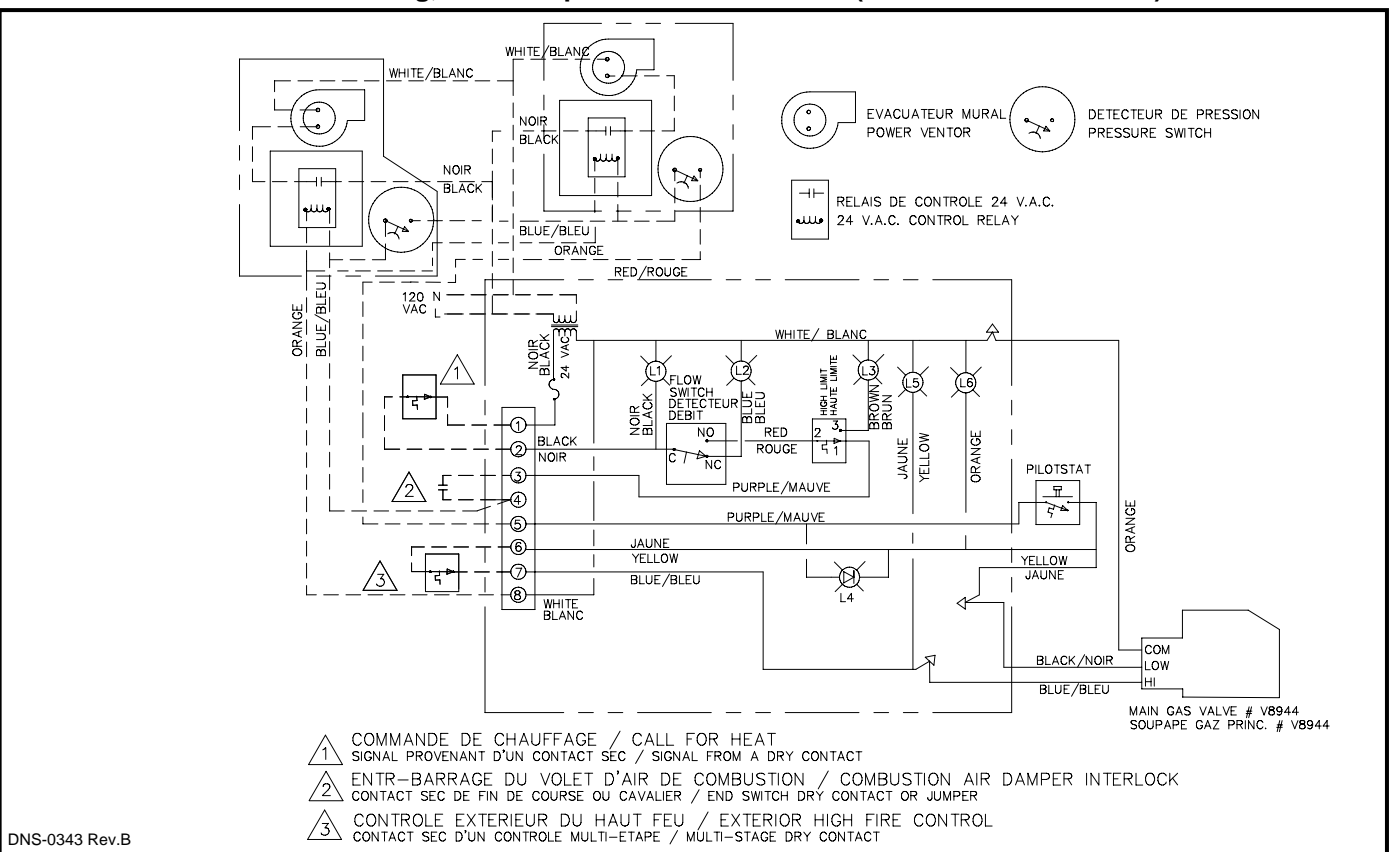 WHITE/BLANC
WHITE/BLANC
NOIR
BLACK
NOIR
BLACK
BLUE/BLEU
ORANGE
RED/ROUGE
EVACUATEUR MURAL
POWER VENTOR
DETECTEUR DE PRESSION
PRESSURE SWITCH
RELAIS DE CONTROLE 24 V.A.C.
24 V.A.C. CONTROL RELAY
ORANGE
BLUE/BLEU
120 N
VAC L
NOIR
BLACK
24 VAC
WHITE/ BLANC
L1
L2
L3
L5
L6
FLOW
SWITCH
DETECTEUR
DEBIT
NOIR
BLACK
BLUE
BLEU
HIGH LIMIT
HAUTE LIMITE
BROWN
BRUN
NO
C
NC
RED
ROUGE
2
3
1
JAUNE
YELLOW
ORANGE
PILOTSTAT
ORANGE
1
2
3
1
2
3
4
5
6
7
8
BLACK
NOIR
PURPLE/MAUVE
PURPLE/MAUVE
JAUNE
YELLOW
BLUE/BLEU
WHITE
BLANC
L4
YELLOW
JAUNE
BLACK/NOIR
BLUE/BLEU
COM
LOW
HI
MAIN GAS VALVE # V8944
SOUPAPE GAZ PRINC. # V8944
1 COMMANDE DE CHAUFFAGE / CALL FOR HEAT
SIGNAL PROVENANT D'UN CONTACT SEC / SIGNAL FROM A DRY CONTACT
2 ENTR-BARRAGE DU VOLET D'AIR DE COMBUSTION / COMBUSTION AIR DAMPER INTERLOCK
CONTACT SEC DE FIN DE COURSE OU CAVALIER / END SWITCH DRY CONTACT OR JUMPER
3 CONTROLE EXTERIEUR DU HAUT FEU / EXTERIOR HIGH FIRE CONTROL
CONTACT SEC D'UN CONTROLE MULTI-ETAPE / MULTI-STAGE DRY CONTACT
DNS-0343 Rev.B